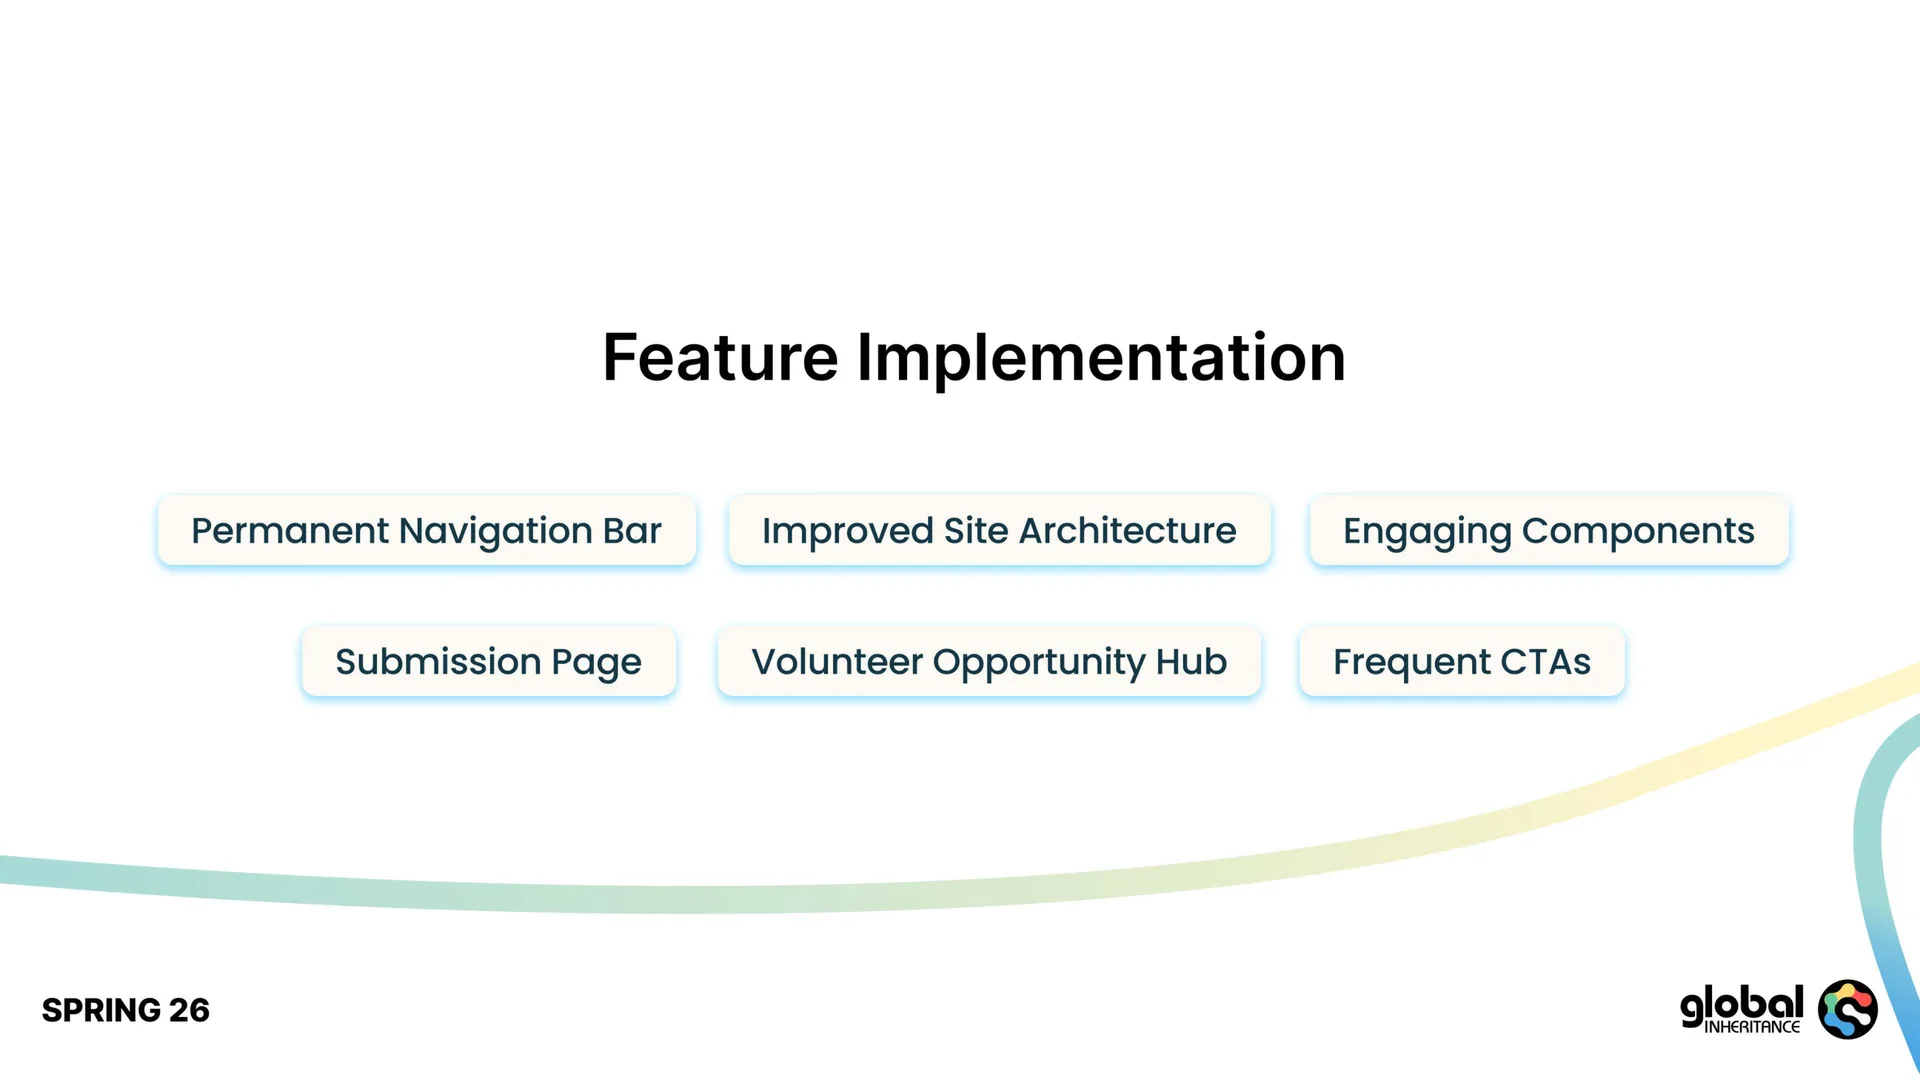 Feature Implementation
Permanent Navigation Bar
Improved Site Architecture
Engaging Components
Submission Page
Volunteer Opportunity Hub
Frequent CTAs
SPRING 26
global
INHERITANCE